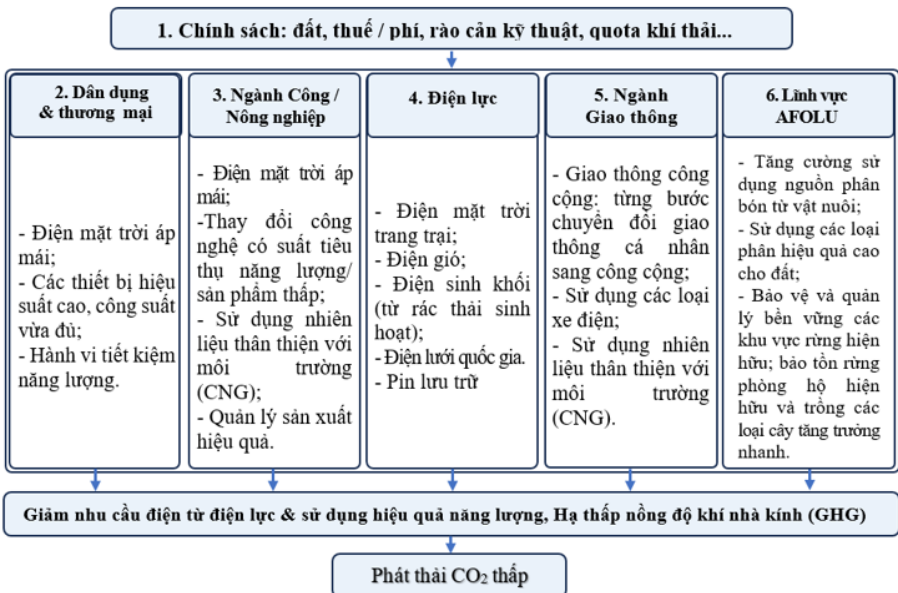 1. Chính sách: đất, thuế / phí, rào cản kỹ thuật, quota khí thải...
2. Dân dụng
& thương mại
- Điện mặt trời áp
mái;
- Các thiết bị hiệu
suất cao, công suất
vừa đủ;
- Hành vi tiết kiệm
năng lượng.
3. Ngành Công /
Nông nghiệp
- Điện mặt trời áp
mái;
-Thay đổi công
nghệ có suất tiêu
thụ năng lượng/
sản phẩm thấp;
- Sử dụng nhiên
liệu thân thiện với
môi trường
(CNG);
- Quản lý sản xuất
hiệu quả.
4. Điện lực
- Điện mặt trời
trang trại;
- Điện gió;
- Điện sinh khối
(từ rác thải sinh
hoạt);
-Điện lưới quốc gia.
- Pin lưu trữ
5. Ngành
Giao thông
- Giao thông công
cộng: từng bước
chuyển đổi giao
thông cá nhân
sang công cộng;
- Sử dụng các loại
xe điện;
- Sử dụng nhiên
liệu thân thiện với
môi trường
(CNG).
6. Lĩnh vực
AFOLU
- Tăng cường sử
dụng nguồn phân
bón từ vật nuôi;
- Sử dụng các loại
phân hiệu quả cao
cho đất;
- Bảo vệ và quản
lý bền vững các
khu vực rừng hiện
hữu; bảo tồn rừng
phòng hộ hiện
hữu và trồng các
loại cây tăng trưởng
nhanh.
Giảm nhu cầu điện từ điện lực & sử dụng hiệu quả năng lượng, Hạ thấp nồng độ khí nhà kính (GHG)
Phát thải CO₂ thấp